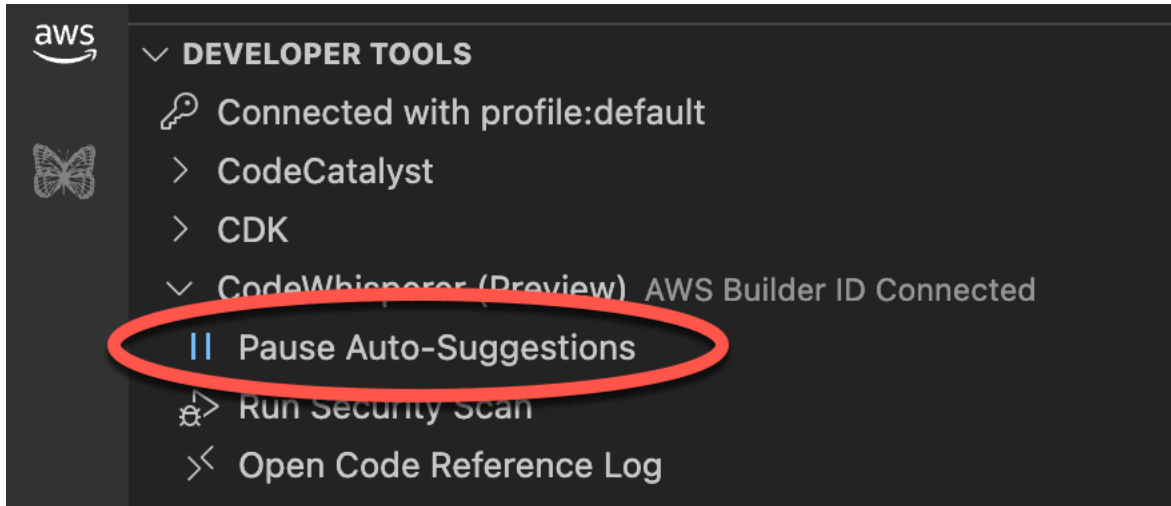 aws
DEVELOPER TOOLS
Connected with profile:default
CodeCatalyst
CDK
CodeWhisperer (Preview) AWS Builder ID Connected
Pause Auto-Suggestions
Run Security Scan
Open Code Reference Log